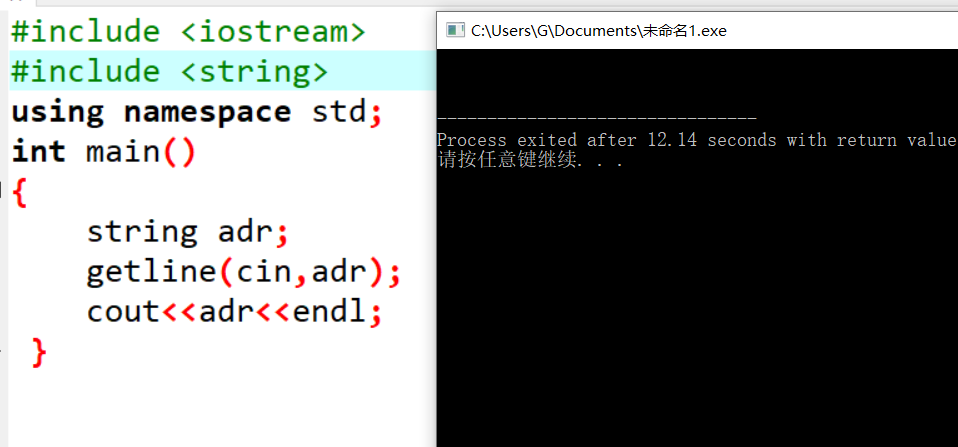 #include <iostream>
#include <string>
using namespace std;
int main()
{
    string adr;
    getline(cin,adr);
    cout<<adr<<endl;
}
C:\Users\G\Documents\未命名1.exe
--------------------------------
Process exited after 12.14 seconds with return value
请按任意键继续. . .